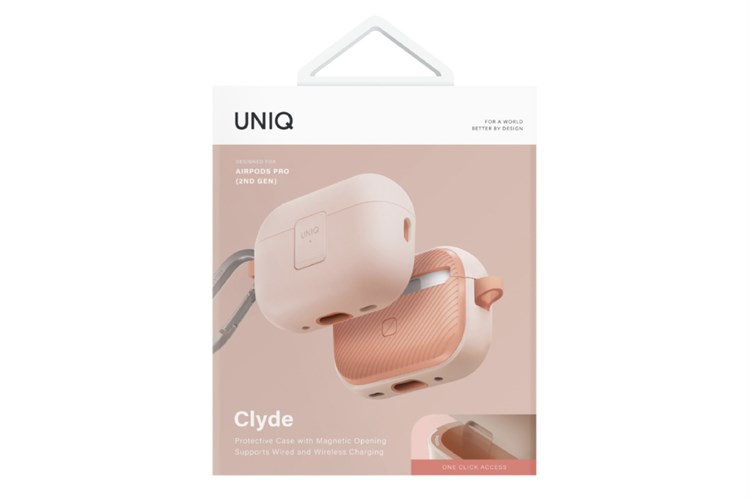 UNIQ
FOR A WORLD
BETTER BY DESIGN
DESIGNED FOR
AIRPODS PRO
(2ND GEN)
UNIQ
Clyde
Protective Case with Magnetic Opening
Supports Wired and Wireless Charging
ONE CLICK ACCESS